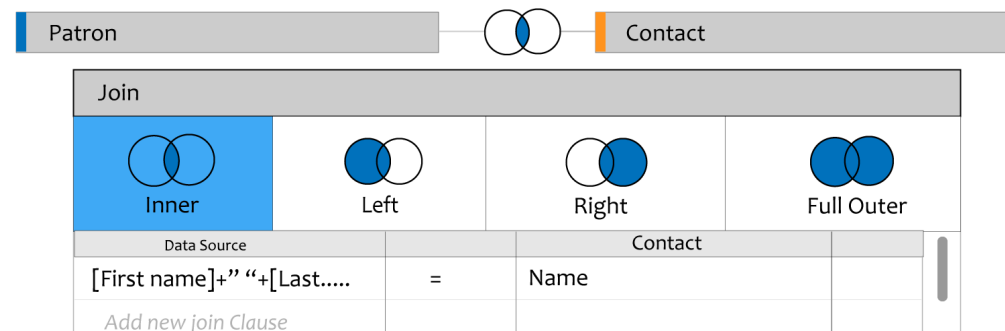 Patron
Contact
Join
Inner
Left
Right
Full Outer
Data Source
Contact
[First name]+” “+[Last.....
=
Name
Add new join Clause